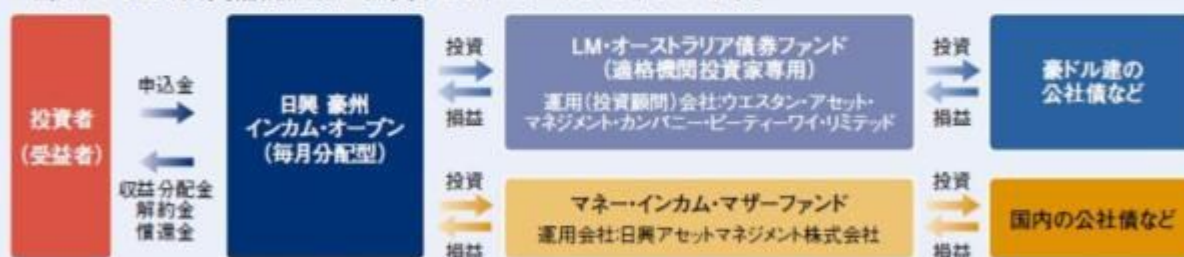 投資者
(受益者)
申込金
収益分配金
解約金
償還金
日興 豪州
インカム・オープン
(毎月分配型)
投資
損益
LM・オーストラリア債券ファンド
(適格機関投資家専用)
運用(投資顧問)会社:ウエスタン・アセット・
マネジメント・カンパニー・ピーティーワイ・リミテッド
投資
損益
豪ドル建の
公社債など
投資
損益
マネー・インカム・マザーファンド
運用会社:日興アセットマネジメント株式会社
投資
損益
国内の公社債など